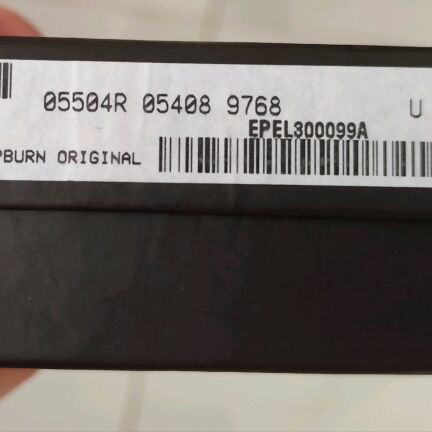 05504R 05408 9768 U
EPEL300099A
PBURN ORIGINAL